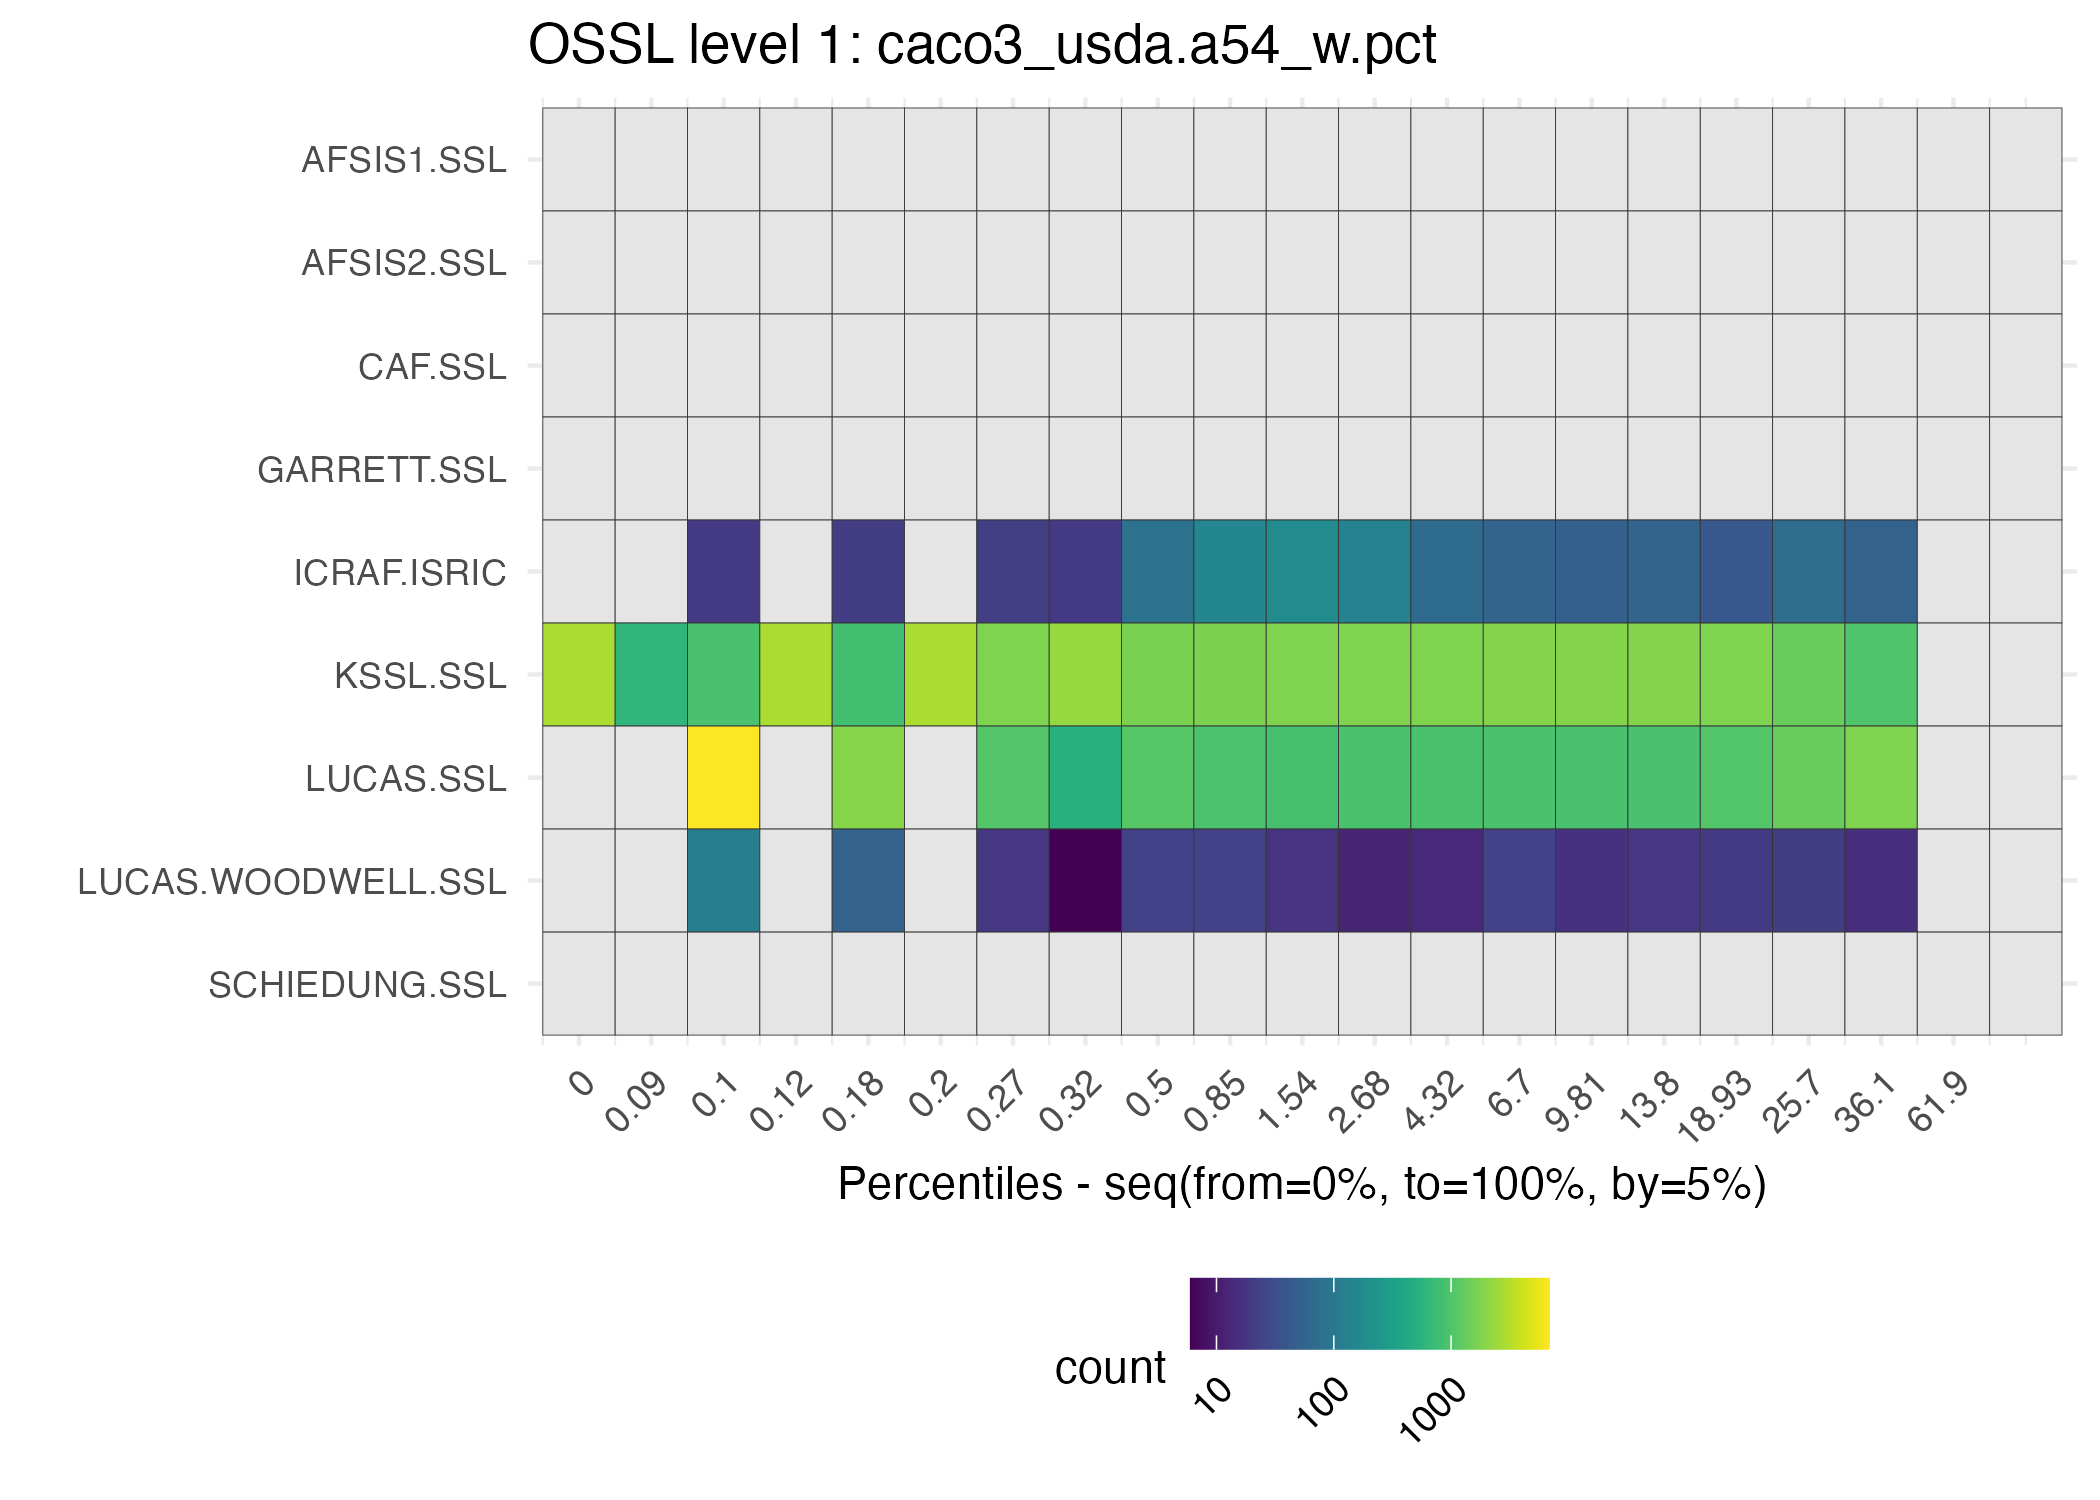 OSSL level 1: caco3_usda.a54_w.pct
AFSIS1.SSL
AFSIS2.SSL
CAF.SSL
GARRETT.SSL
ICRAF.ISRIC
KSSL.SSL
LUCAS.SSL
LUCAS.WOODWELL.SSL
SCHIEDUNG.SSL
0 0.09 0.1 0.12 0.18 0.2 0.27 0.32 0.5 0.85 1.54 2.68 4.32 6.7 9.81 13.8 18.93 25.7 36.1 61.9
Percentiles - seq(from=0%, to=100%, by=5%)
count
10 100 1000